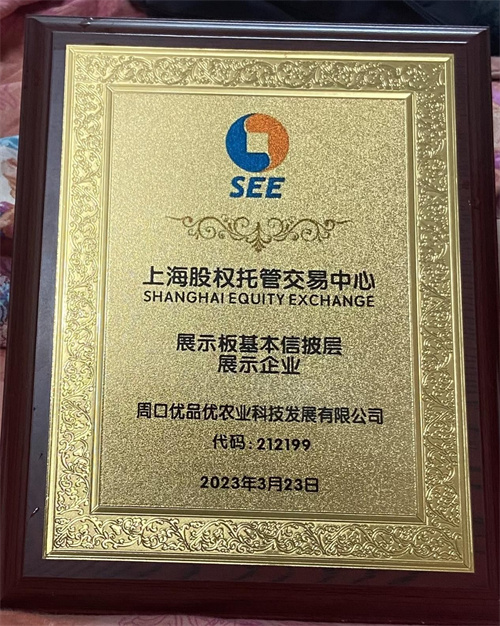 SEE
上海股权托管交易中心
SHANGHAI EQUITY EXCHANGE
展示板基本信披层
展示企业
周口优品优农业科技发展有限公司
代码:212199
2023年3月23日